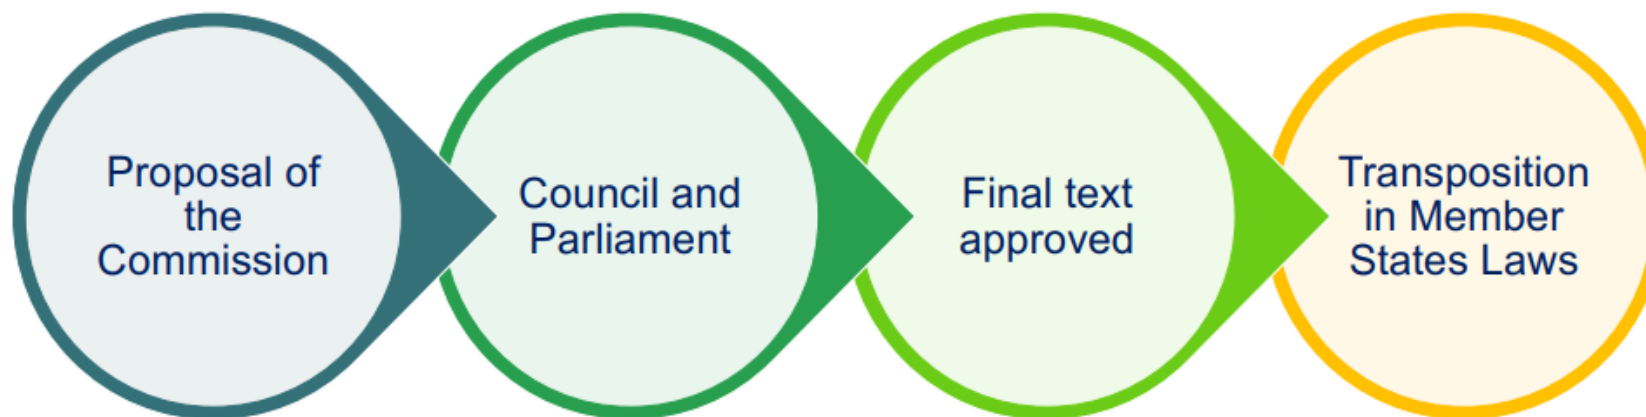 Proposal of
the
Commission
Council and
Parliament
Final text
approved
Transposition
in Member
States Laws